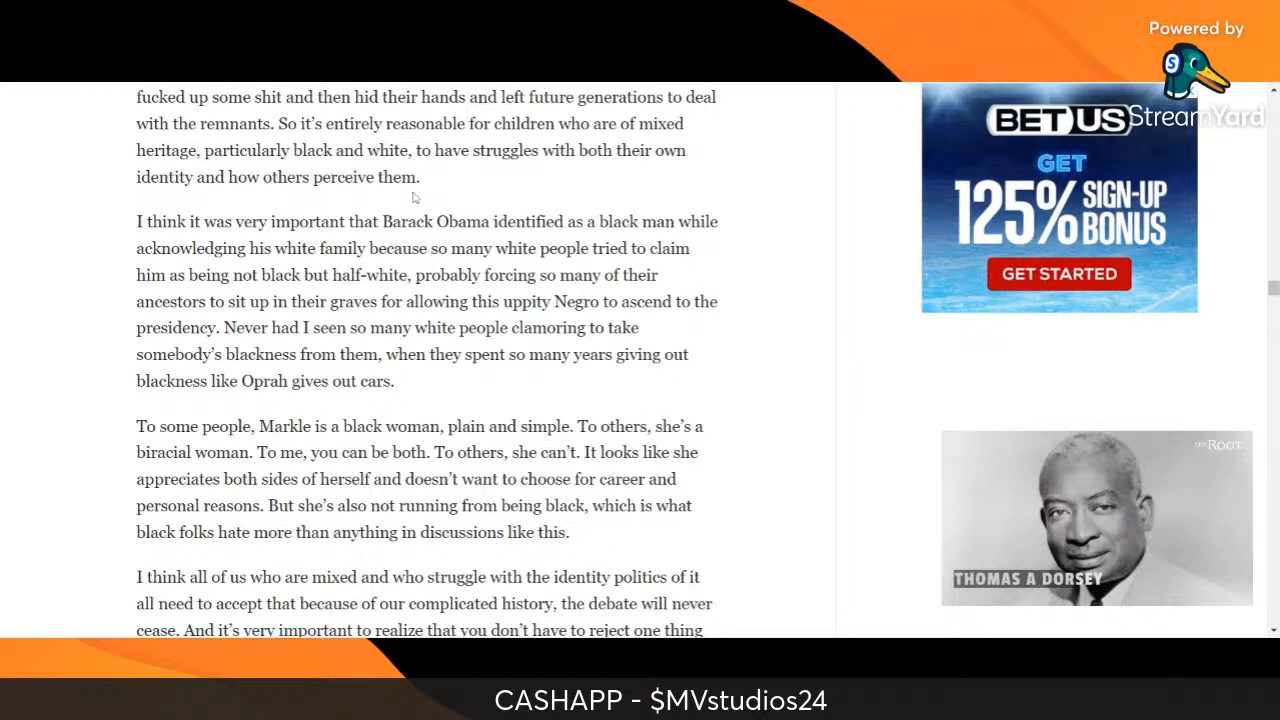 Powered by
StreamYard
fucked up some shit and then hid their hands and left future generations to deal
with the remnants. So it's entirely reasonable for children who are of mixed
heritage, particularly black and white, to have struggles with both their own
identity and how others perceive them.
I think it was very important that Barack Obama identified as a black man while
acknowledging his white family because so many white people tried to claim
him as being not black but half-white, probably forcing so many of their
ancestors to sit up in their graves for allowing this uppity Negro to ascend to the
presidency. Never had I seen so many white people clamoring to take
somebody's blackness from them, when they spent so many years giving out
blackness like Oprah gives out cars.
To some people, Markle is a black woman, plain and simple. To others, she's a
biracial woman. To me, you can be both. To others, she can't. It looks like she
appreciates both sides of herself and doesn't want to choose for career and
personal reasons. But she's also not running from being black, which is what
black folks hate more than anything in discussions like this.
I think all of us who are mixed and who struggle with the identity politics of it
all need to accept that because of our complicated history, the debate will never
cease. And it's very important to realize that you don't have to reject one thing
BET US
GET
125% SIGN-UP
BONUS
GET STARTED
THE ROOT
THOMAS A DORSEY
CASHAPP - $MVstudios24